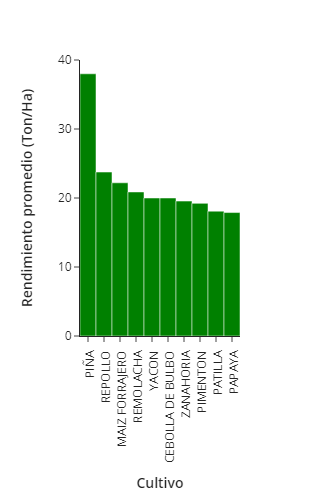 Rendimiento promedio (Ton/Ha)
40
30
20
10
0
PIÑA
REPOLLO
MAIZ FORRAJERO
REMOLACHA
YACON
CEBOLLA DE BULBO
ZANAHORIA
PIMENTON
PATILLA
PAPAYA
Cultivo